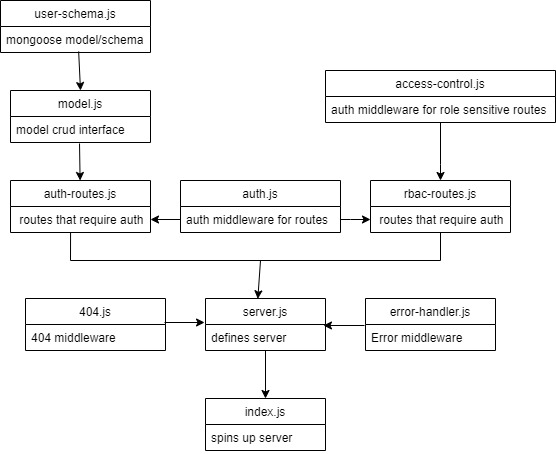 user-schema.js
mongoose model/schema
access-control.js
auth middleware for role sensitive routes
model.js
model crud interface
auth-routes.js
routes that require auth
auth.js
auth middleware for routes
rbac-routes.js
routes that require auth
404.js
404 middleware
server.js
defines server
error-handler.js
Error middleware
index.js
spins up server